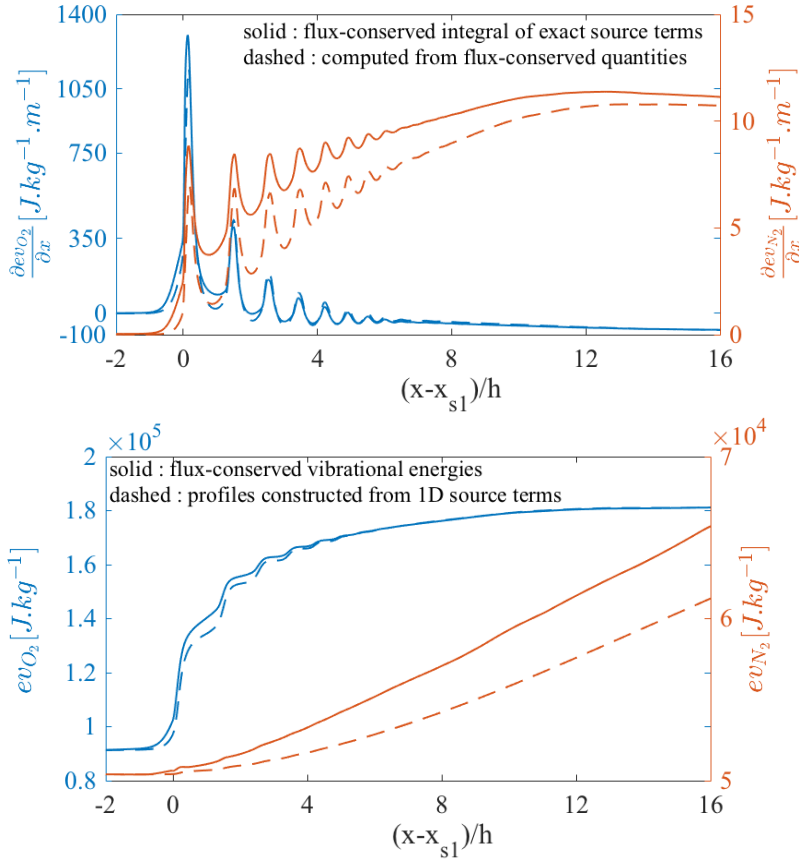 solid : flux-conserved integral of exact source terms
dashed : computed from flux-conserved quantities
1400
1050
750
350
0
-100
∂ev_{O_2}/∂x [J.kg^{-1}.m^{-1}]
15
10
5
0
∂ev_{N_2}/∂x [J.kg^{-1}.m^{-1}]
-2 0 4 8 12 16
(x-x_{s1})/h
×10^5
×10^4
solid : flux-conserved vibrational energies
dashed : profiles constructed from 1D source terms
2
1.8
1.6
1.4
1.2
1
0.8
ev_{O_2} [J.kg^{-1}]
7
6
5
ev_{N_2} [J.kg^{-1}]
-2 0 4 8 12 16
(x-x_{s1})/h